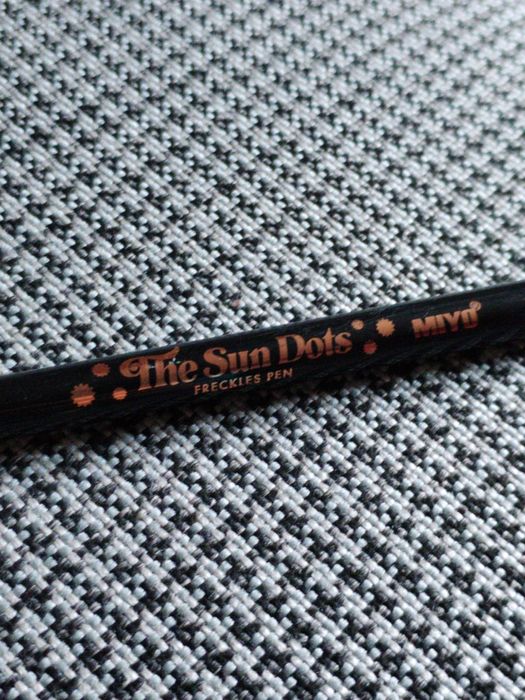 The Sun Dots
FRECKLES PEN
MIYO